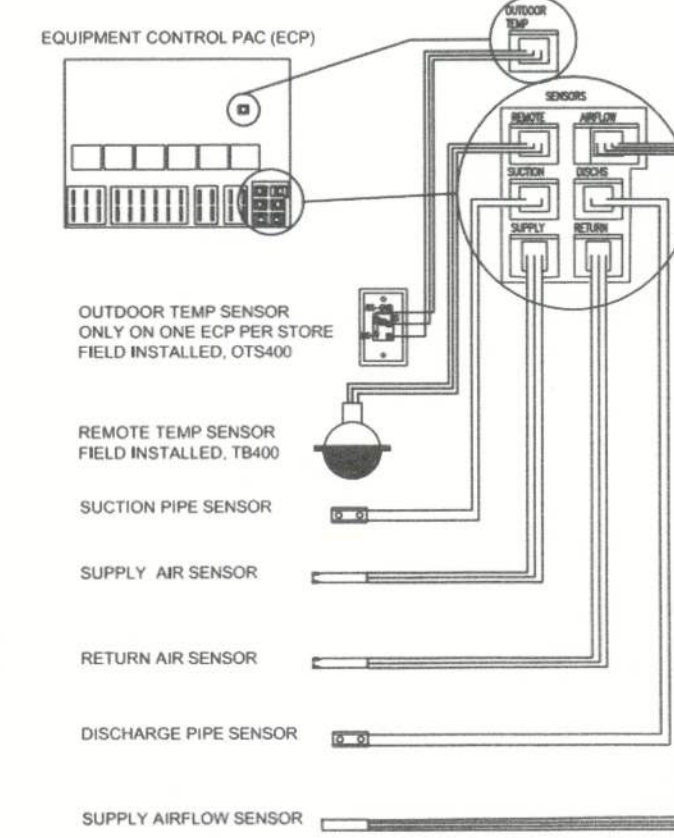 OUTDOOR
TEMP
EQUIPMENT CONTROL PAC (ECP)
SENSORS
REMOTE AIRFLOW
SUCTION DISCHS
SUPPLY RETURN
OUTDOOR TEMP SENSOR
ONLY ON ONE ECP PER STORE
FIELD INSTALLED, OTS400
REMOTE TEMP SENSOR
FIELD INSTALLED, TB400
SUCTION PIPE SENSOR
SUPPLY AIR SENSOR
RETURN AIR SENSOR
DISCHARGE PIPE SENSOR
SUPPLY AIRFLOW SENSOR